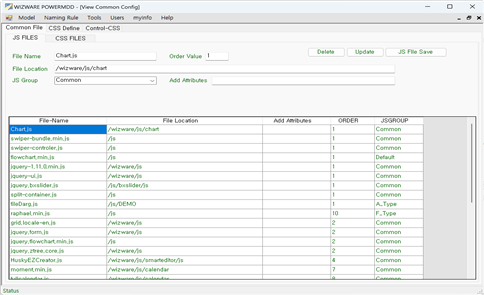 WIZWARE POWERMDD - [View Common Config]
Model Naming Rule Tools Users myInfo Help WIZWARE
Common File CSS Define Control-CSS
JS FILES CSS FILES
File Name Chart.js Order Value 1 Delete Update JS File Save
File Location /wizware/js/chart
JS Group Common Add Attributes
File-Name File Location Add Attributes ORDER JSGROUP
Chart.js /wizware/js/chart 1 Common
swiper-bundle.min.js /js 1 Common
swiper-controler.js /js 1 Common
flowchart.min.js /js 1 Default
jquery-1.11.0.min.js /wizware/js 1 Common
jquery-ui.js /wizware/js 1 Common
jquery.bxslider.js /js/bxslider/js 1 Common
split-container.js /js 1 Common
fileDarg.js /js/DEMO 1 A_Type
raphael.min.js /js 10 F_Type
grid.locale-en.js /wizware/js 2 Common
jquery.form.js /wizware/js 2 Common
jquery.flowchart.min.js /js 2 Common
jquery.ztree.core.js /wizware/js 2 Common
HuskyEZCreator.js /wizware/js/smarteditor/js 4 Common
moment.min.js /wizware/js/calendar 7 Common
Status